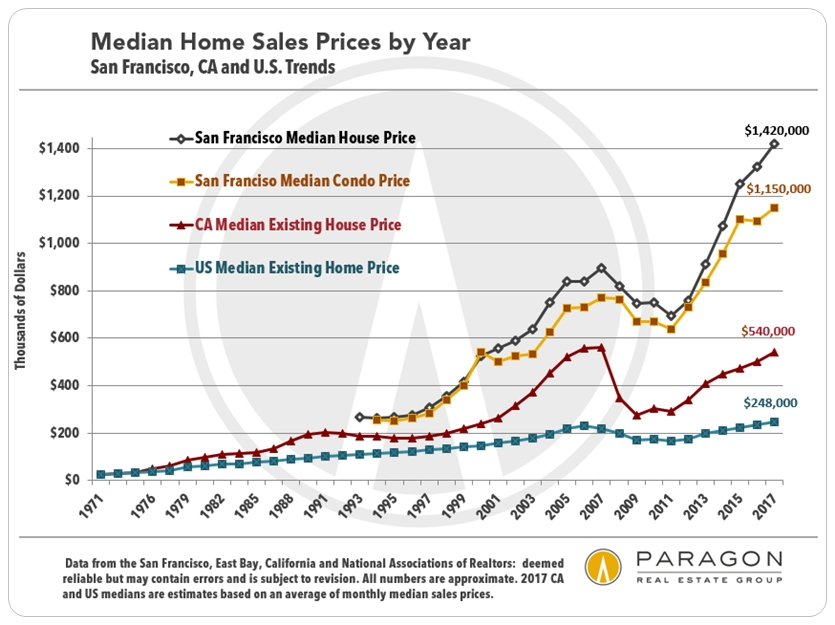 Median Home Sales Prices by Year
San Francisco, CA and U.S. Trends
Thousands of Dollars
$1,400
$1,200
$1,000
$800
$600
$400
$200
$0
San Francisco Median House Price
San Franciso Median Condo Price
CA Median Existing House Price
US Median Existing Home Price
$1,420,000
$1,150,000
$540,000
$248,000
1971
1976
1979
1982
1985
1988
1991
1993
1995
1997
1999
2001
2003
2005
2007
2009
2011
2013
2015
2017
Data from the San Francisco, East Bay, California and National Associations of Realtors: deemed
reliable but may contain errors and is subject to revision. All numbers are approximate. 2017 CA
and US medians are estimates based on an average of monthly median sales prices.
PARAGON
REAL ESTATE GROUP